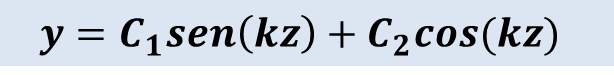 y = C₁sen(kz) + C₂cos(kz)